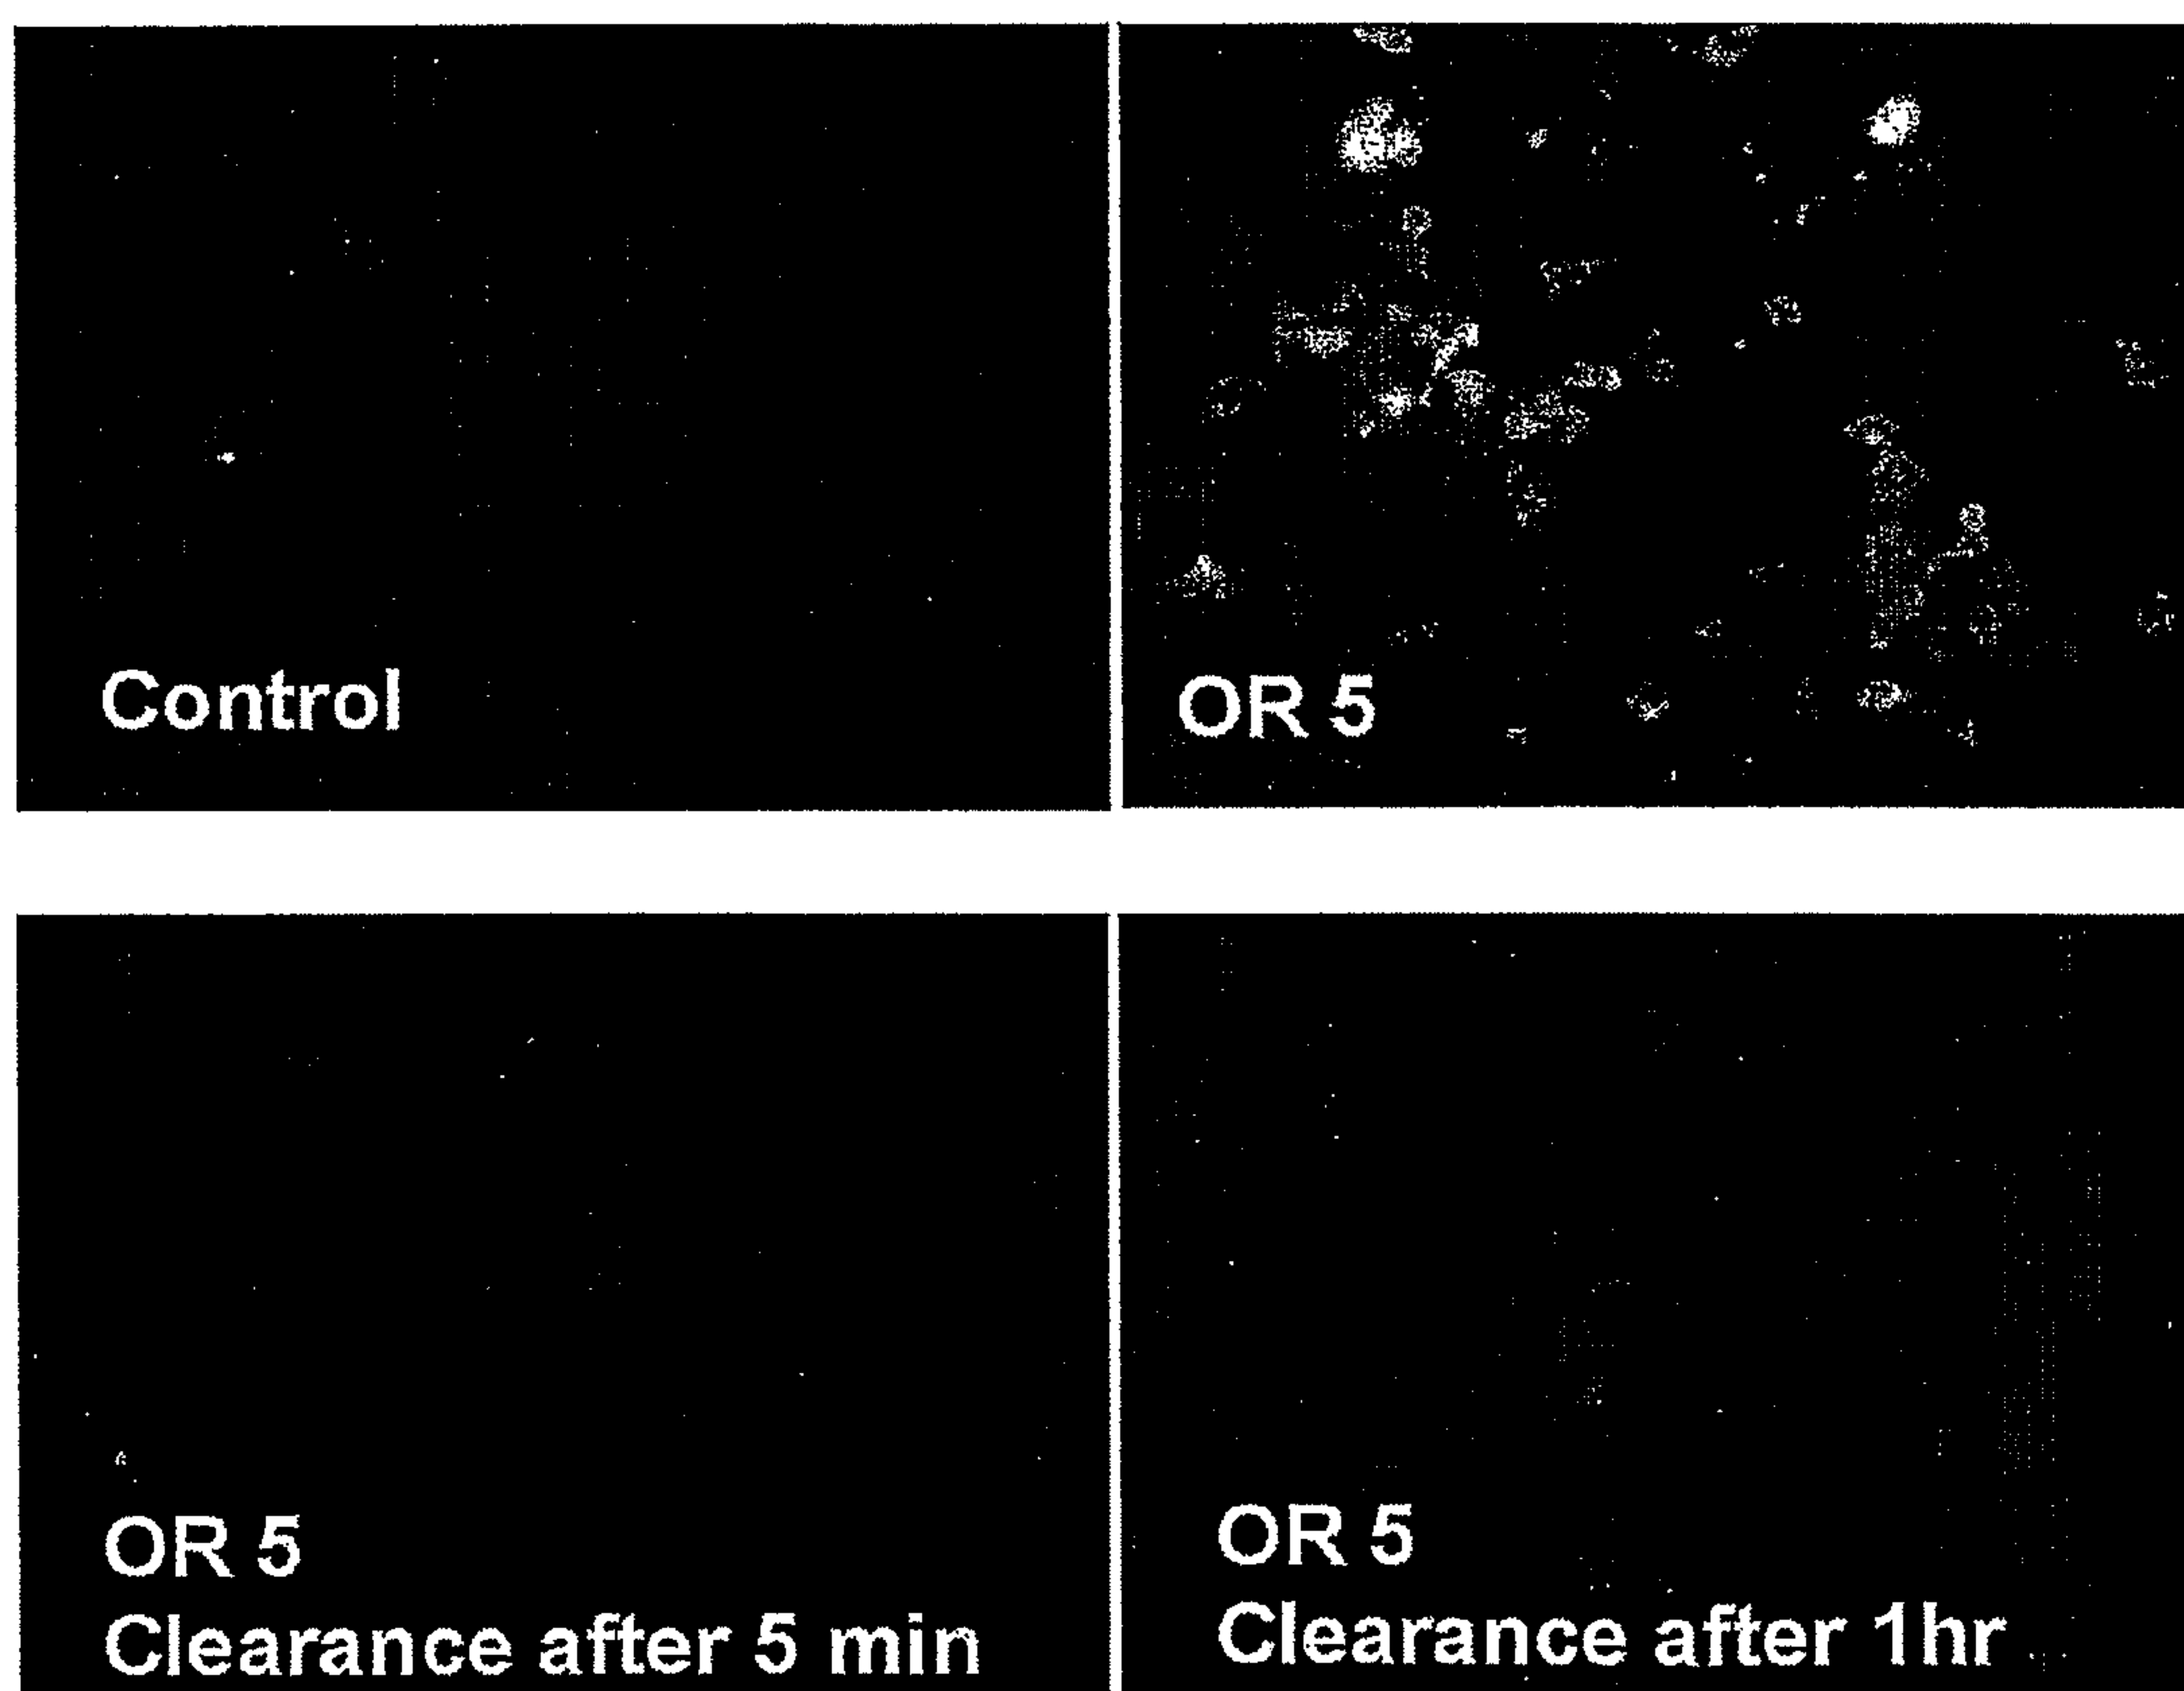 Control
OR 5
OR 5
Clearance after 5 min
OR 5
Clearance after 1hr